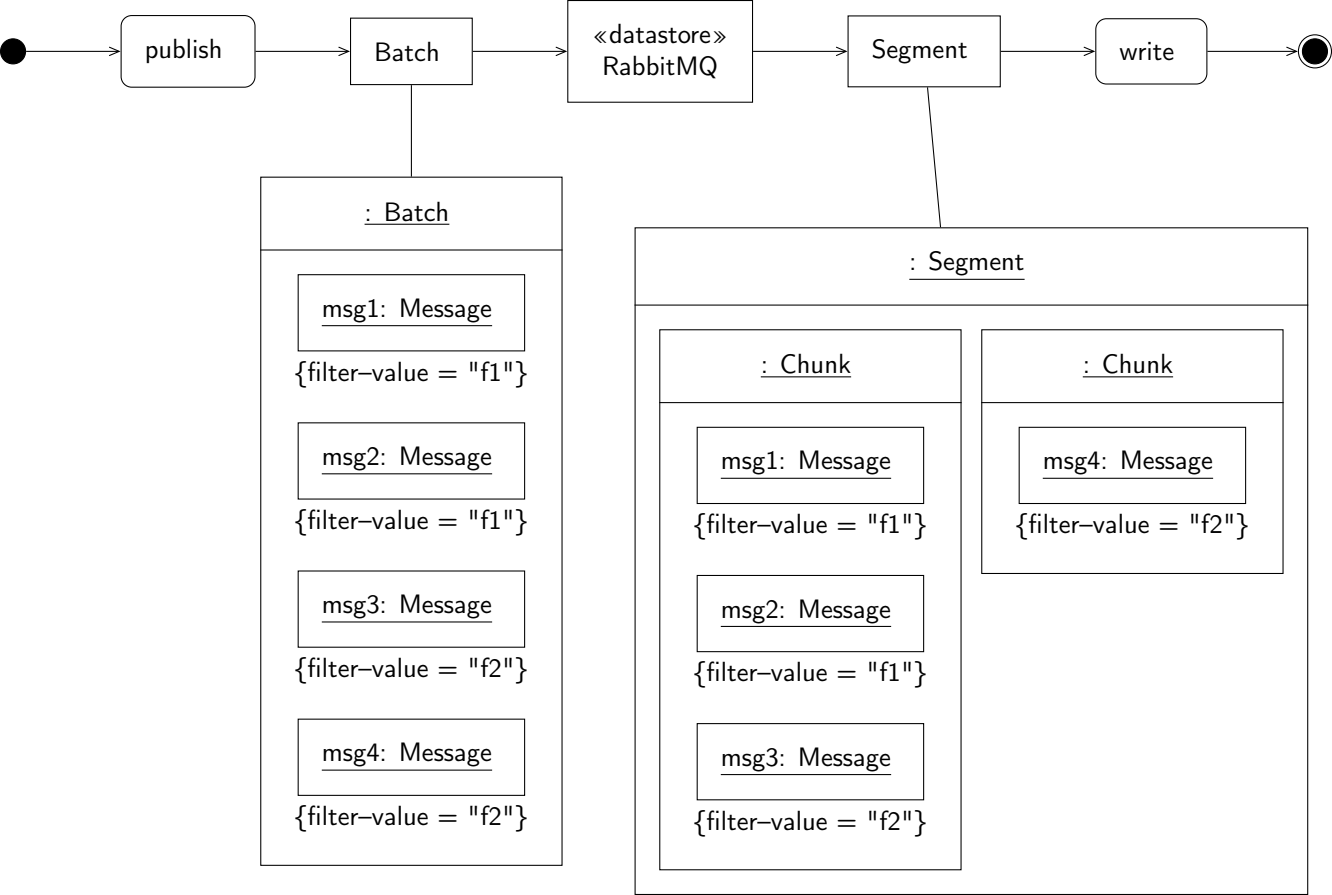 publish
Batch
«datastore»
RabbitMQ
Segment
write
: Batch
msg1: Message
{filter–value = "f1"}
msg2: Message
{filter–value = "f1"}
msg3: Message
{filter–value = "f2"}
msg4: Message
{filter–value = "f2"}
: Segment
: Chunk
msg1: Message
{filter–value = "f1"}
msg2: Message
{filter–value = "f1"}
msg3: Message
{filter–value = "f2"}
: Chunk
msg4: Message
{filter–value = "f2"}